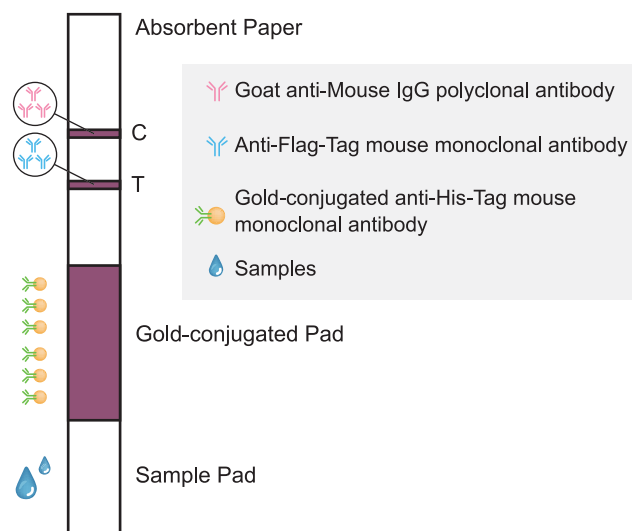 Absorbent Paper
Goat anti-Mouse IgG polyclonal antibody
C
Anti-Flag-Tag mouse monoclonal antibody
T
Gold-conjugated anti-His-Tag mouse
monoclonal antibody
Samples
Gold-conjugated Pad
Sample Pad